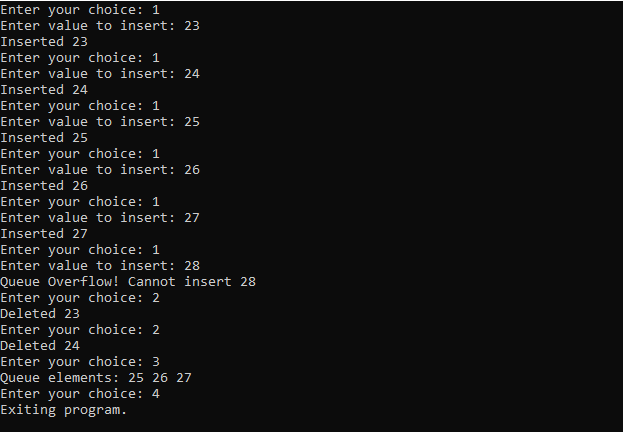 Enter your choice: 1
Enter value to insert: 23
Inserted 23
Enter your choice: 1
Enter value to insert: 24
Inserted 24
Enter your choice: 1
Enter value to insert: 25
Inserted 25
Enter your choice: 1
Enter value to insert: 26
Inserted 26
Enter your choice: 1
Enter value to insert: 27
Inserted 27
Enter your choice: 1
Enter value to insert: 28
Queue Overflow! Cannot insert 28
Enter your choice: 2
Deleted 23
Enter your choice: 2
Deleted 24
Enter your choice: 3
Queue elements: 25 26 27
Enter your choice: 4
Exiting program.